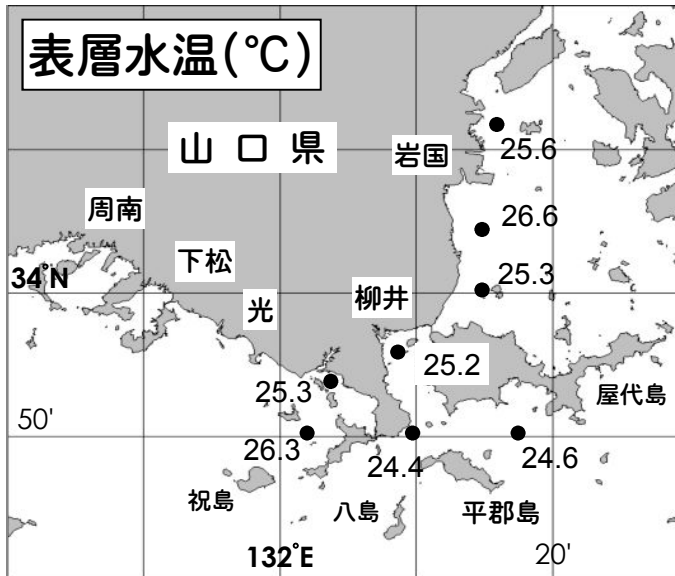 表層水温(℃)
山口県
岩国
25.6
周南
26.6
下松
34°N
25.3
柳井
光
25.2
25.3
屋代島
50'
26.3
24.4
24.6
祝島
八島
平郡島
132°E
20'